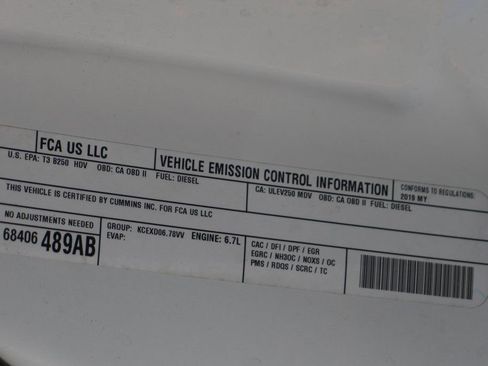 FCA US LLC
VEHICLE EMISSION CONTROL INFORMATION
CONFORMS TO REGULATIONS:
2019 MY
U.S. EPA: T3 B250 HDV OBD: CA OBD II FUEL: DIESEL
CA: ULEV250 MDV OBD: CA OBD II FUEL: DIESEL
THIS VEHICLE IS CERTIFIED BY CUMMINS INC. FOR FCA US LLC
NO ADJUSTMENTS NEEDED
68406 489AB
GROUP: KCEXD06.78VV ENGINE: 6.7L
EVAP:
CAC / DFI / DPF / EGR
EGRC / NH3OC / NOXS / OC
PMS / RDQS / SCRC / TC